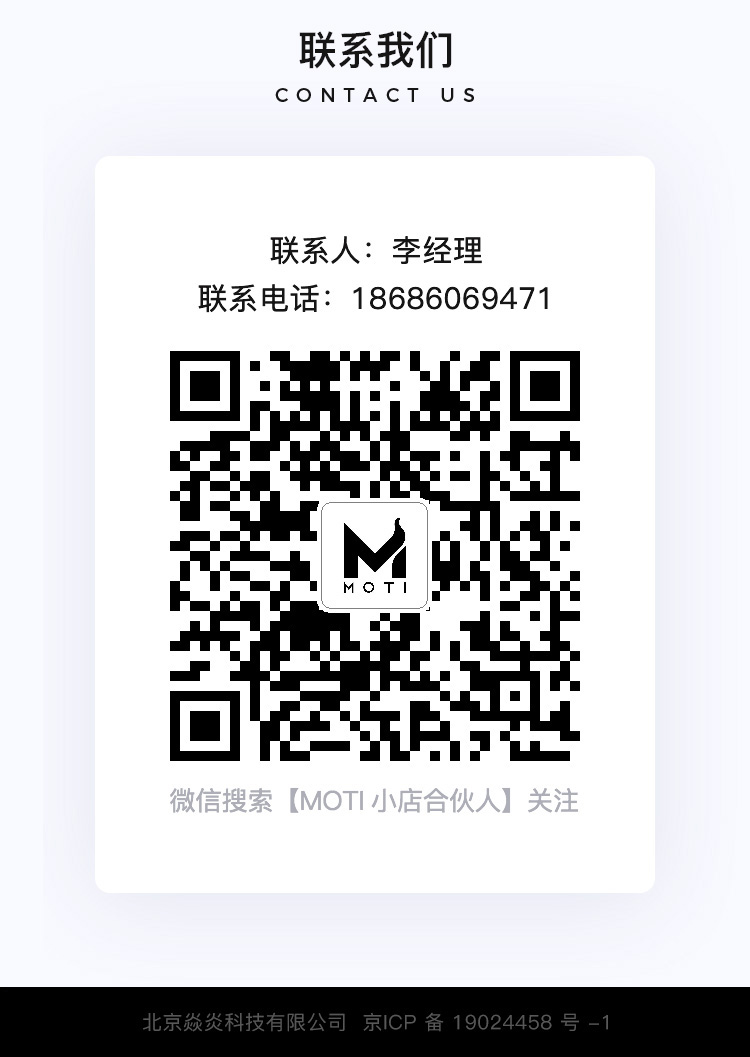 联系我们
CONTACT US
联系人：李经理
联系电话：18686069471
MOTI
微信搜索【MOTI 小店合伙人】关注
北京焱炎科技有限公司 京ICP 备 19024458 号 -1